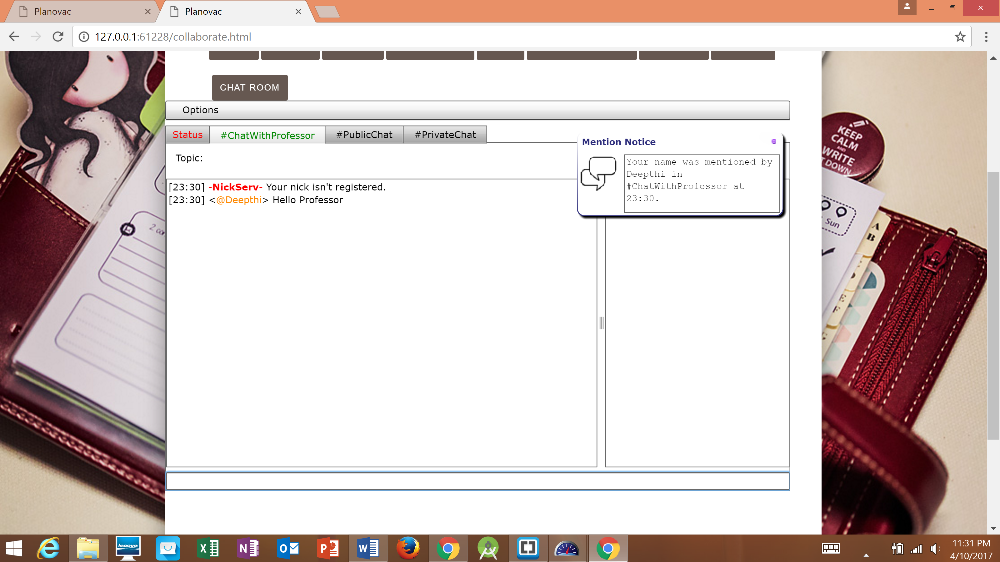 Planovac
Planovac
127.0.0.1:61228/collaborate.html
CHAT ROOM
Options
Status #ChatWithProfessor #PublicChat #PrivateChat
Topic:
[23:30] -NickServ- Your nick isn't registered.
[23:30] <@Deepthi> Hello Professor
Mention Notice
Your name was mentioned by
Deepthi in
#ChatWithProfessor at
23:30.
KEEP
CALM
AND
WRITE
IT DOWN
Sun
A
B
E
F
G
lenovo
11:31 PM
4/10/2017